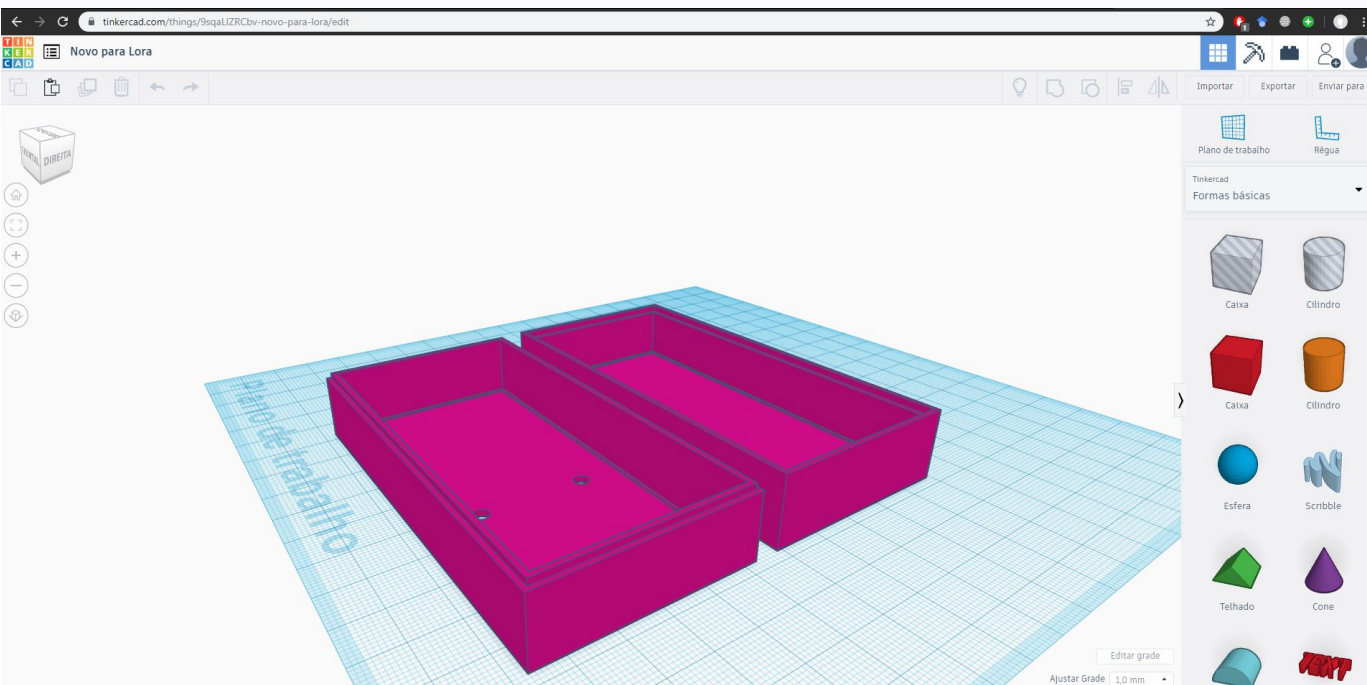 tinkercad.com/things/9sqaLIZRCbv-novo-para-lora/edit
TIN
KER
CAD
Novo para Lora
Importar
Exportar
Enviar para
DIREITA
FRONTAL
Plano de trabalho
Régua
Tinkercad
Formas básicas
Caixa
Cilindro
Caixa
Cilindro
Esfera
Scribble
Telhado
Cone
TEXT
Plano de trabalho
Editar grade
Ajustar Grade 1,0 mm